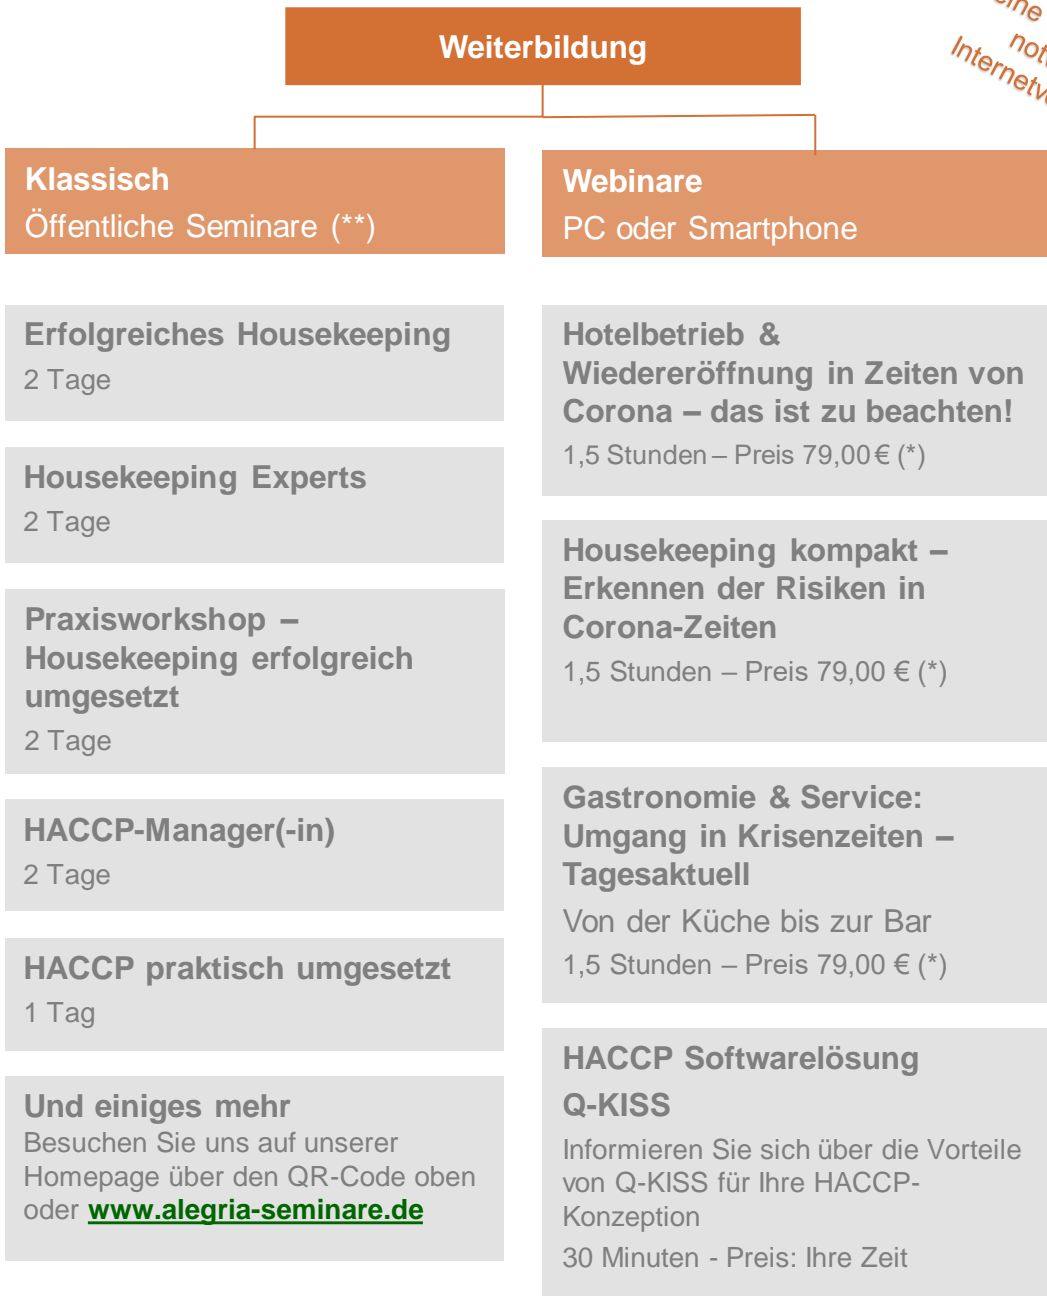 Weiterbildung
Klassisch
Öffentliche Seminare (**)
Erfolgreiches Housekeeping
2 Tage
Housekeeping Experts
2 Tage
Praxisworkshop –
Housekeeping erfolgreich
umgesetzt
2 Tage
HACCP-Manager(-in)
2 Tage
HACCP praktisch umgesetzt
1 Tag
Und einiges mehr
Besuchen Sie uns auf unserer
Homepage über den QR-Code oben
oder www.alegria-seminare.de
Webinare
PC oder Smartphone
Hotelbetrieb &
Wiedereröffnung in Zeiten von
Corona – das ist zu beachten!
1,5 Stunden – Preis 79,00 € (*)
Housekeeping kompakt –
Erkennen der Risiken in
Corona-Zeiten
1,5 Stunden – Preis 79,00 € (*)
Gastronomie & Service:
Umgang in Krisenzeiten –
Tagesaktuell
Von der Küche bis zur Bar
1,5 Stunden – Preis 79,00 € (*)
HACCP Softwarelösung
Q-KISS
Informieren Sie sich über die Vorteile
von Q-KISS für Ihre HACCP-
Konzeption
30 Minuten - Preis: Ihre Zeit